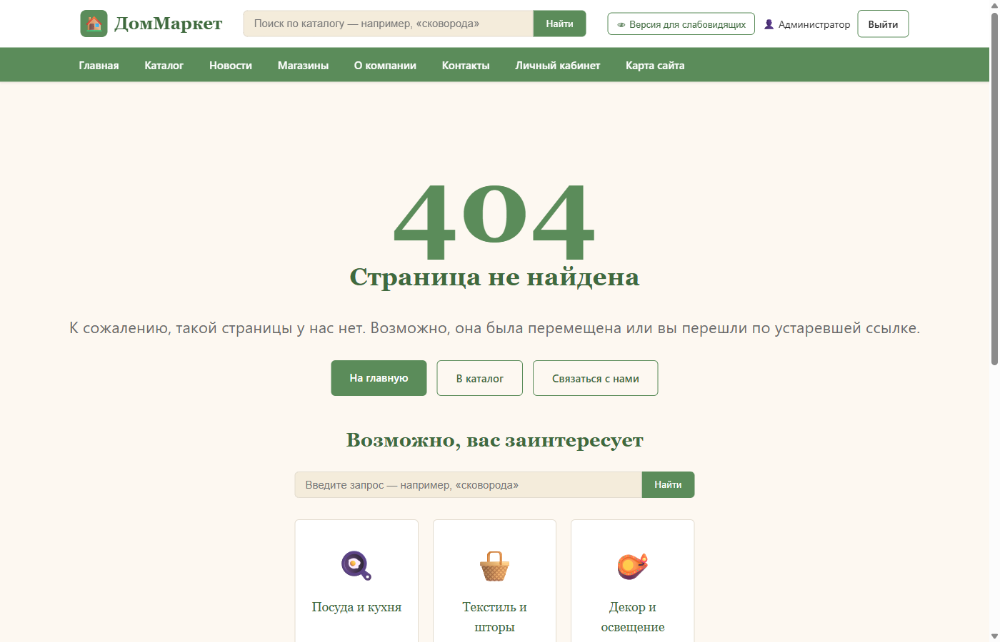 ДомМаркет
Поиск по каталогу — например, «сковорода»
Найти
Версия для слабовидящих
Администратор
Выйти
Главная
Каталог
Новости
Магазины
О компании
Контакты
Личный кабинет
Карта сайта
404
Страница не найдена
К сожалению, такой страницы у нас нет. Возможно, она была перемещена или вы перешли по устаревшей ссылке.
На главную
В каталог
Связаться с нами
Возможно, вас заинтересует
Введите запрос — например, «сковорода»
Найти
Посуда и кухня
Текстиль и
шторы
Декор и
освещение